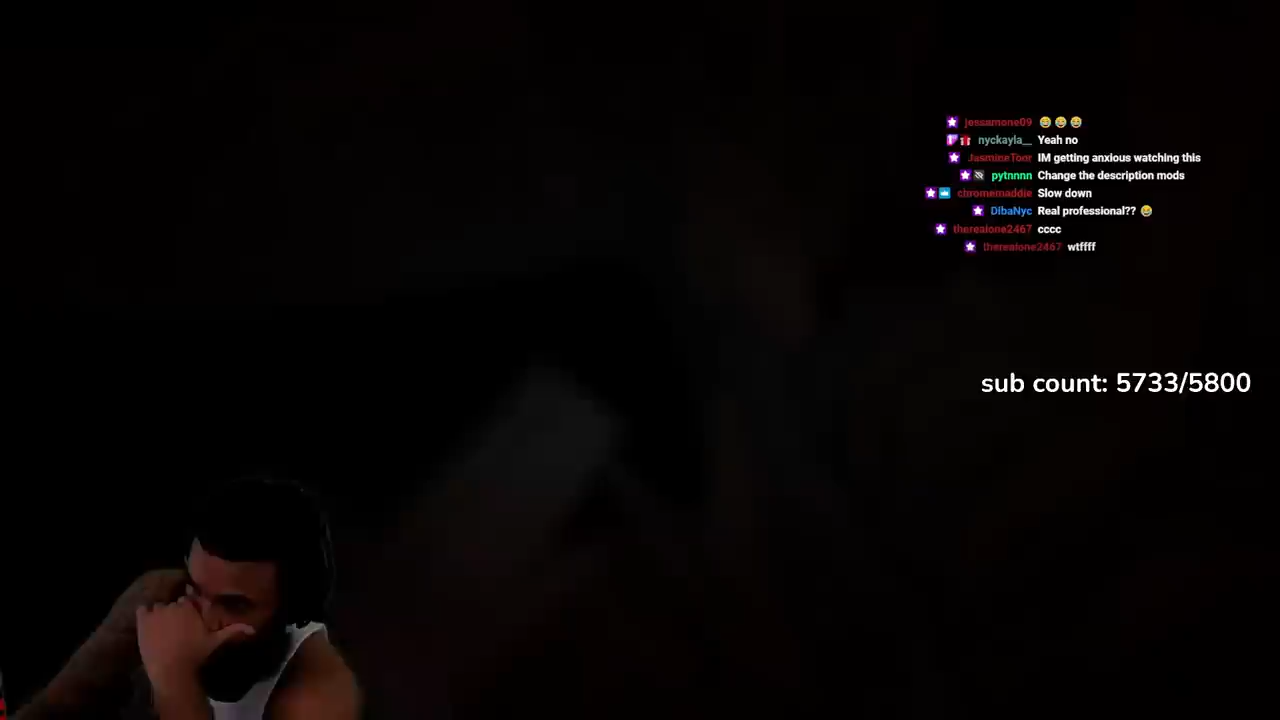 jessamone09 😂 😂 😂
nyckayla__ Yeah no
JasmineToor IM getting anxious watching this
pytnnnn Change the description mods
chromemaddie Slow down
DibaNyc Real professional?? 😂
therealone2467 cccc
therealone2467 wtffff
sub count: 5733/5800